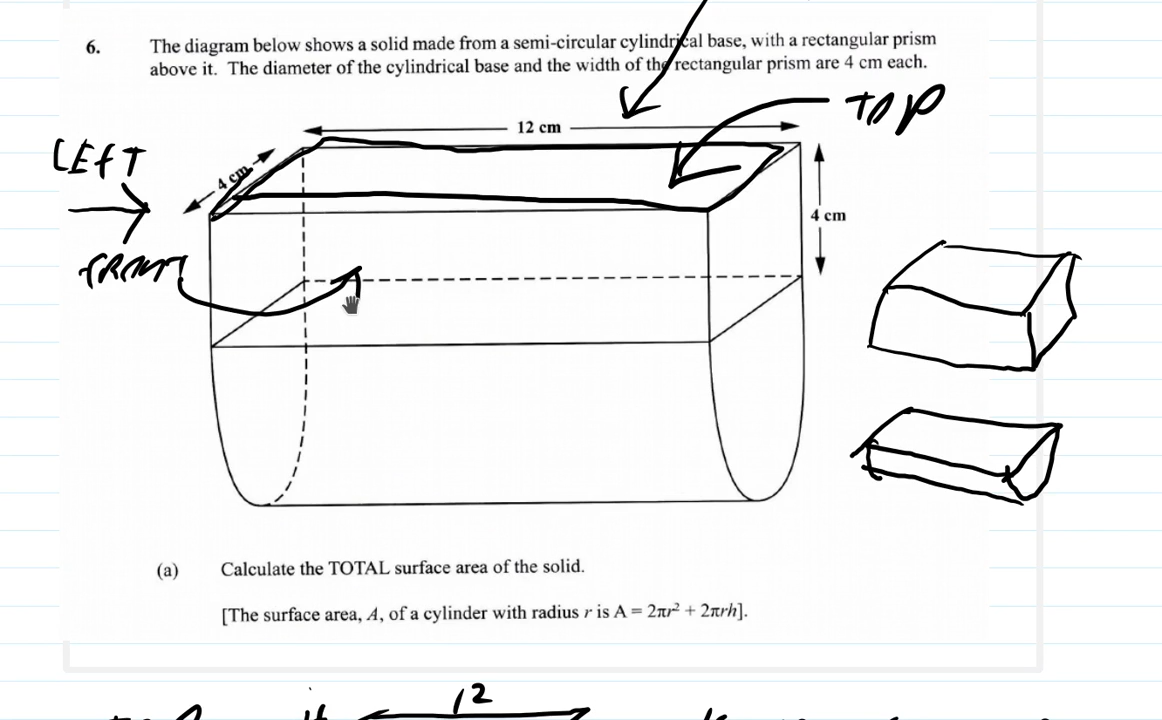 6. The diagram below shows a solid made from a semi-circular cylindrical base, with a rectangular prism
above it. The diameter of the cylindrical base and the width of the rectangular prism are 4 cm each.
TOP
12 cm
LEFT
4 cm
4 cm
FRONT
(a) Calculate the TOTAL surface area of the solid.
[The surface area, A, of a cylinder with radius r is A = 2πr² + 2πrh].
12